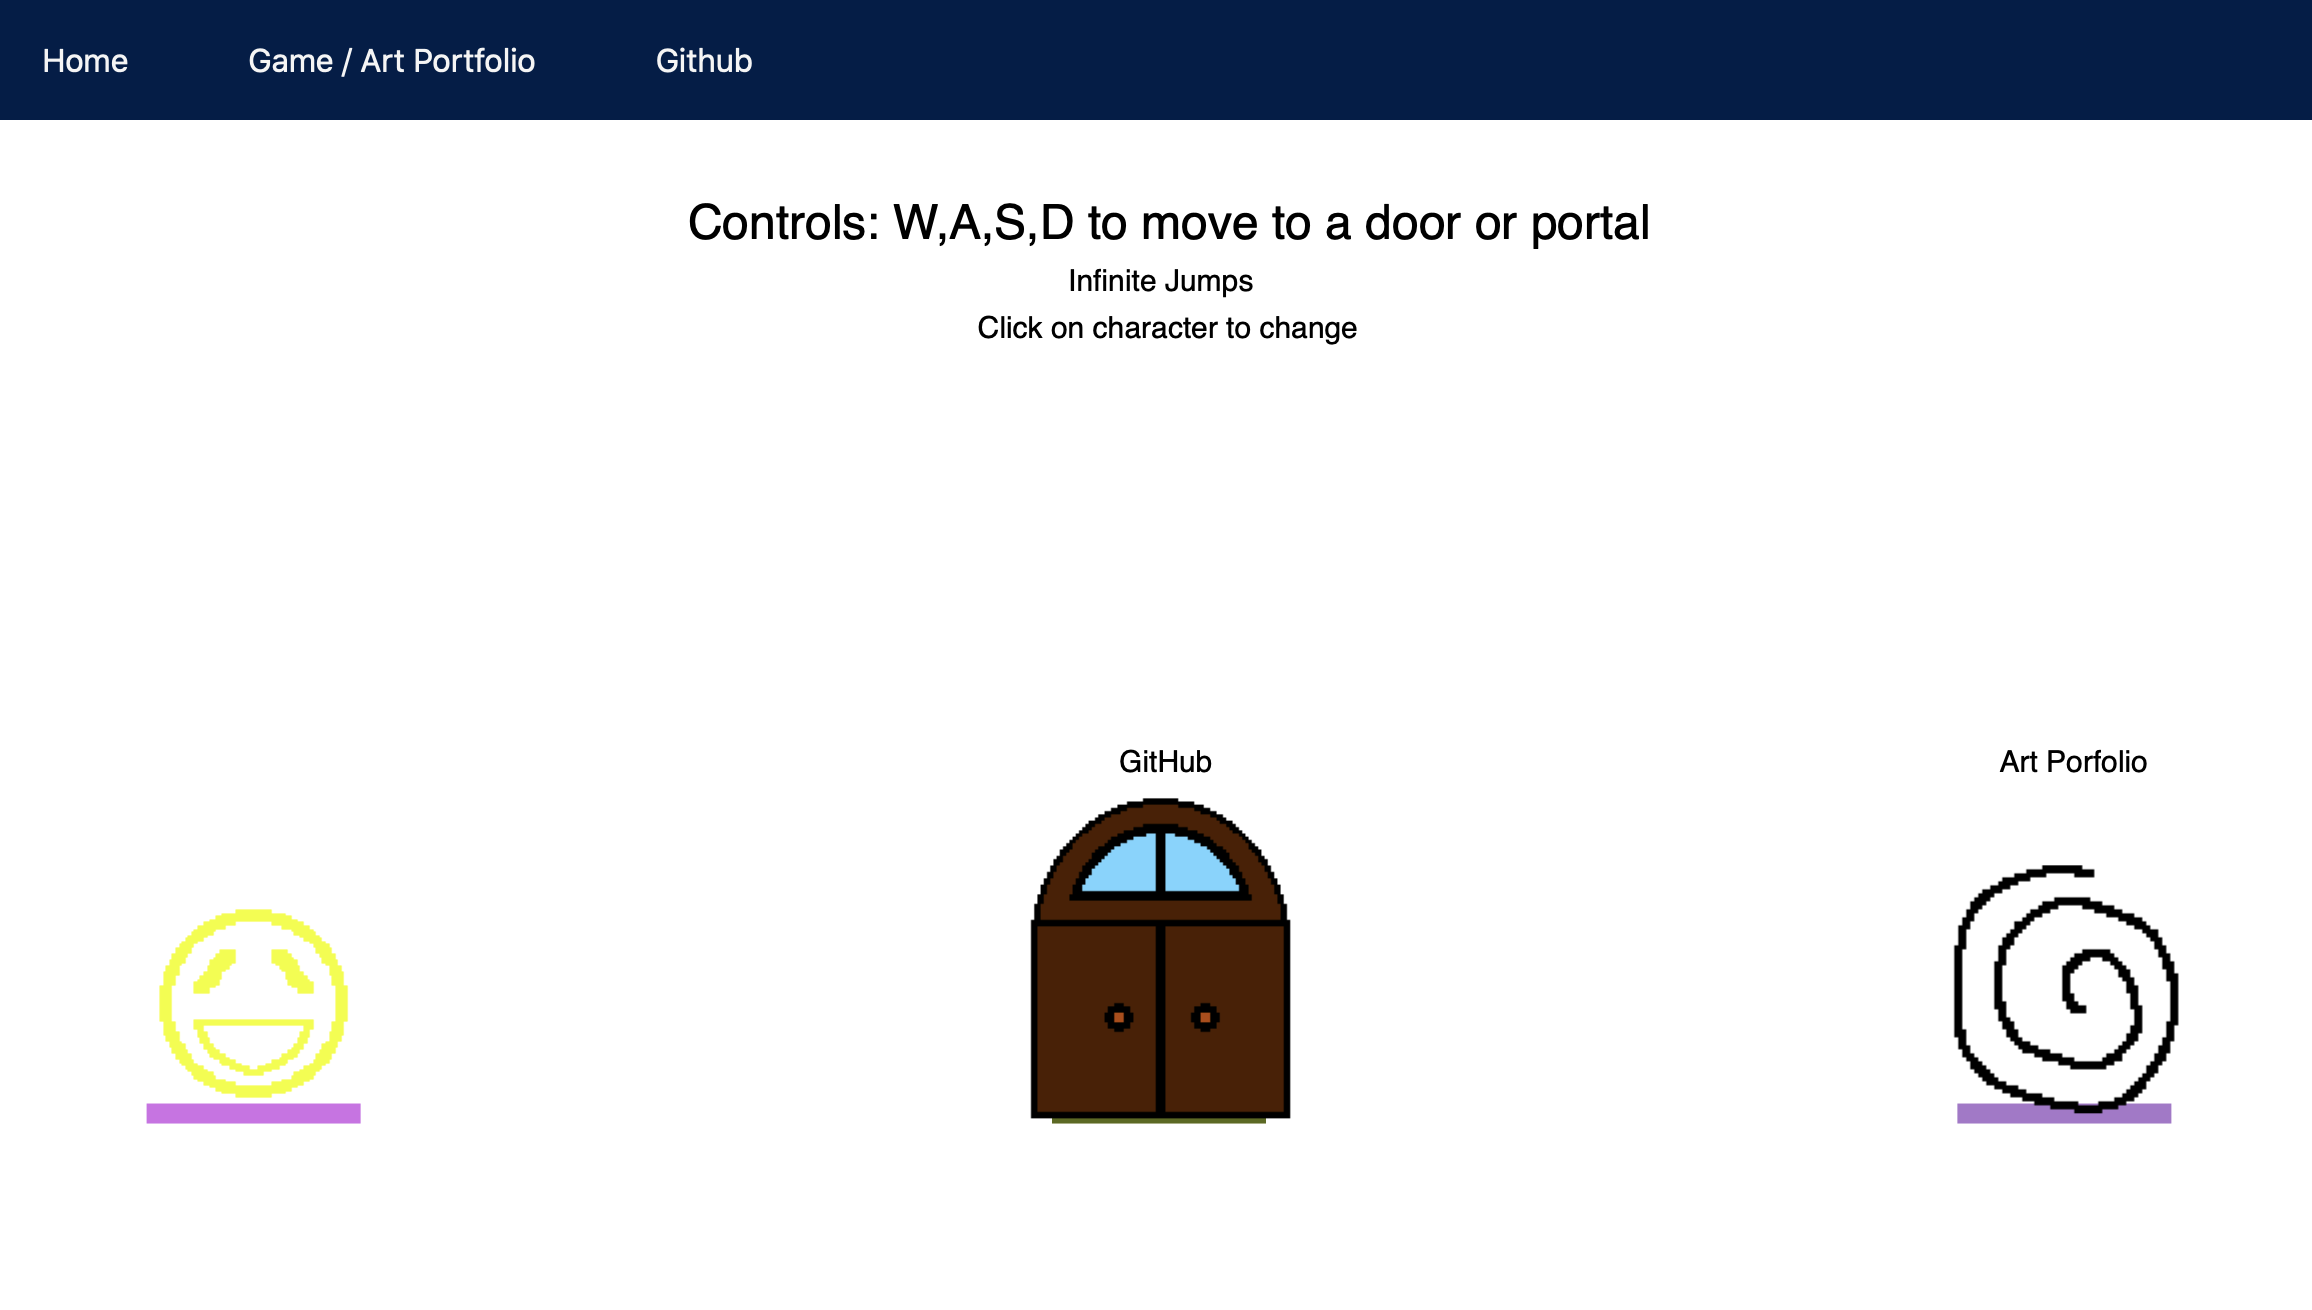 Home Game / Art Portfolio Github
Controls: W,A,S,D to move to a door or portal
Infinite Jumps
Click on character to change
GitHub Art Porfolio